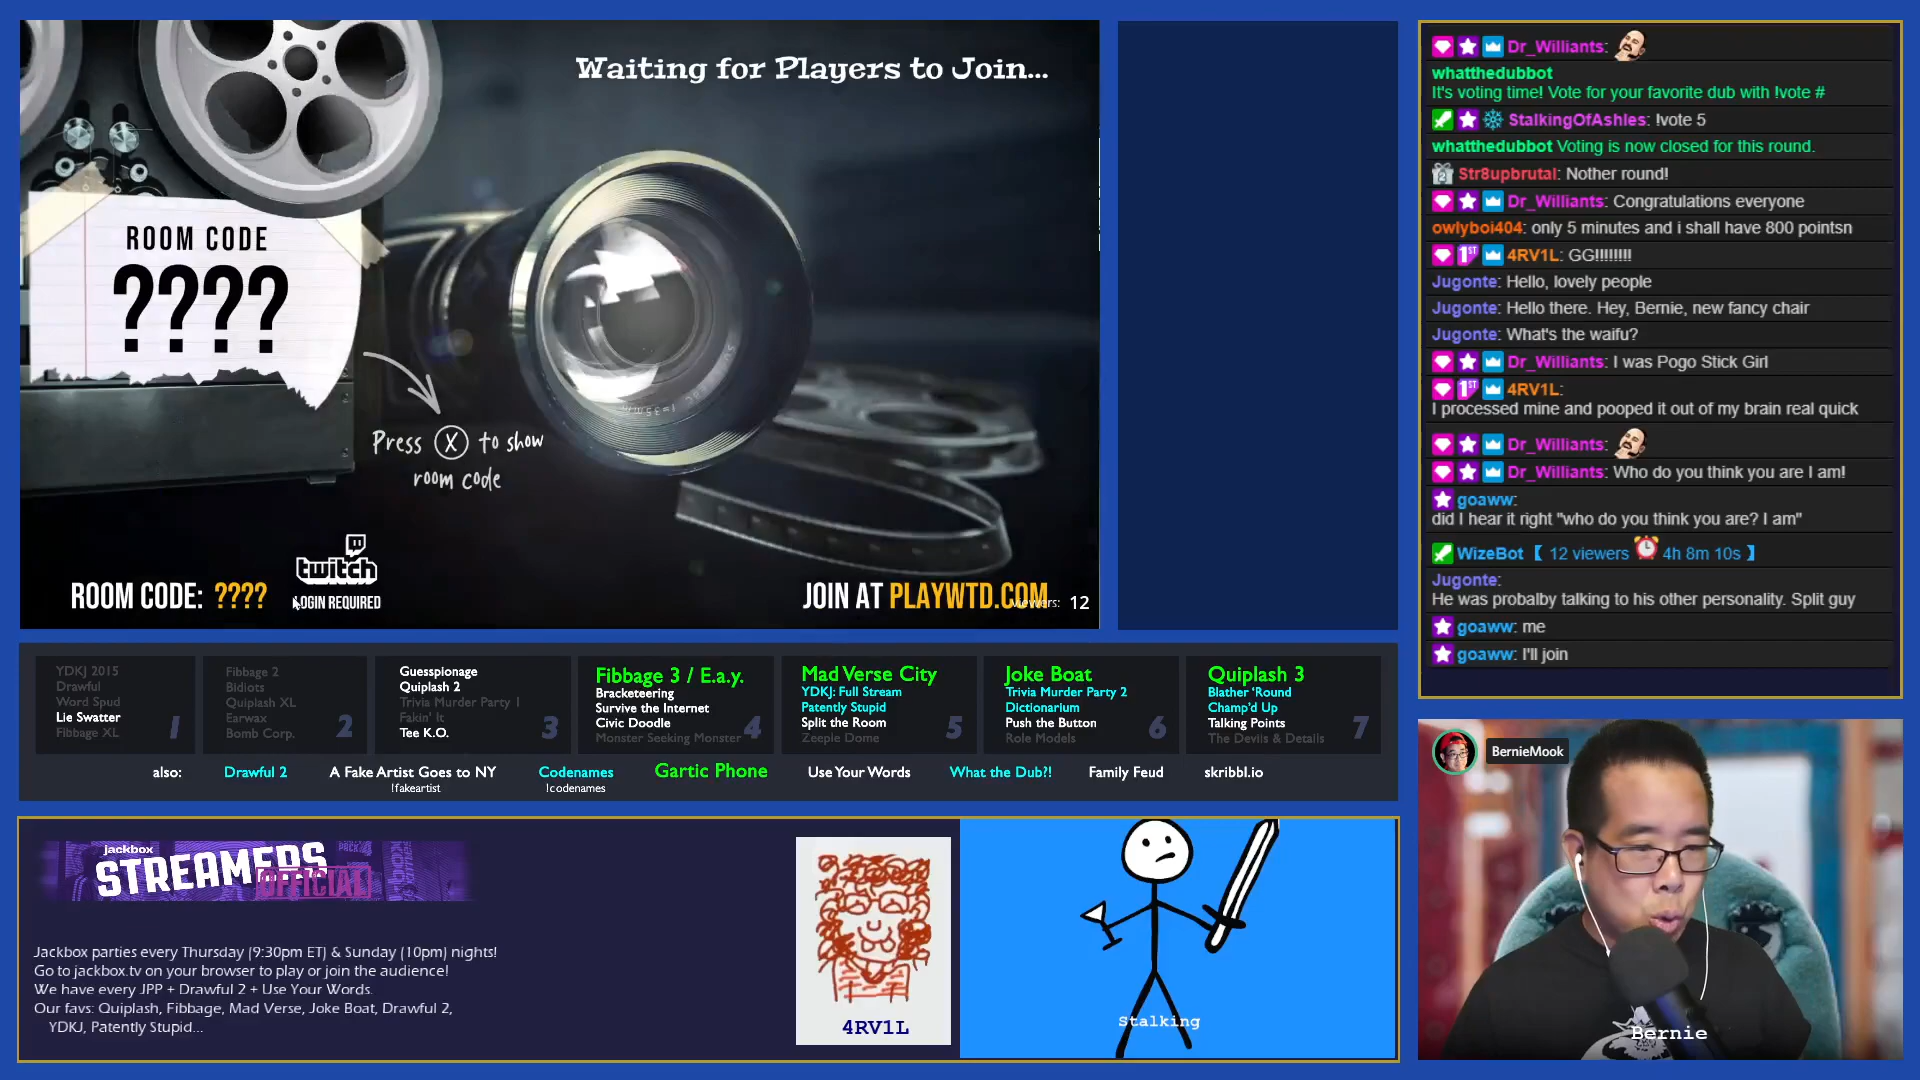 Waiting for Players to Join...
ROOM CODE
????
Press X to show
room code
twitch
LOGIN REQUIRED
ROOM CODE: ????
JOIN AT PLAYWTD.COM
12
Dr_Williants:
whatthedubbot
It's voting time! Vote for your favorite dub with !vote #
StalkingOfAshles: !vote 5
whatthedubbot Voting is now closed for this round.
Str8upbrutal: Nother round!
Dr_Williants: Congratulations everyone
owlyboi404: only 5 minutes and i shall have 800 pointsn
1ST 4RV1L: GG!!!!!!!!
Jugonte: Hello, lovely people
Jugonte: Hello there. Hey, Bernie, new fancy chair
Jugonte: What's the waifu?
Dr_Williants: I was Pogo Stick Girl
1ST 4RV1L:
I processed mine and pooped it out of my brain real quick
Dr_Williants:
Dr_Williants: Who do you think you are I am!
goaww:
did I hear it right "who do you think you are? I am"
WizeBot【 12 viewers 4h 8m 10s 】
Jugonte:
He was probalby talking to his other personality. Split guy
goaww: me
goaww: I'll join
YDKJ 2015
Drawful
Word Spud
Lie Swatter
Fibbage XL
1
Fibbage 2
Bidiots
Quiplash XL
Earwax
Bomb Corp.
2
Guesspionage
Quiplash 2
Trivia Murder Party 1
Fakin' It
Tee K.O.
3
Fibbage 3 / E.a.y.
Bracketeering
Survive the Internet
Civic Doodle
Monster Seeking Monster
4
Mad Verse City
YDKJ: Full Stream
Patently Stupid
Split the Room
Zeeple Dome
5
Joke Boat
Trivia Murder Party 2
Dictionarium
Push the Button
Role Models
6
Quiplash 3
Blather 'Round
Champ'd Up
Talking Points
The Devils & Details
7
also: Drawful 2 A Fake Artist Goes to NY Codenames Gartic Phone Use Your Words What the Dub?! Family Feud skribbl.io
!fakeartist !codenames
jackbox
STREAMERS
OFFICIAL
Jackbox parties every Thursday (9:30pm ET) & Sunday (10pm) nights!
Go to jackbox.tv on your browser to play or join the audience!
We have every JPP + Drawful 2 + Use Your Words.
Our favs: Quiplash, Fibbage, Mad Verse, Joke Boat, Drawful 2,
YDKJ, Patently Stupid...
4RV1L
Stalking
BernieMook
Bernie